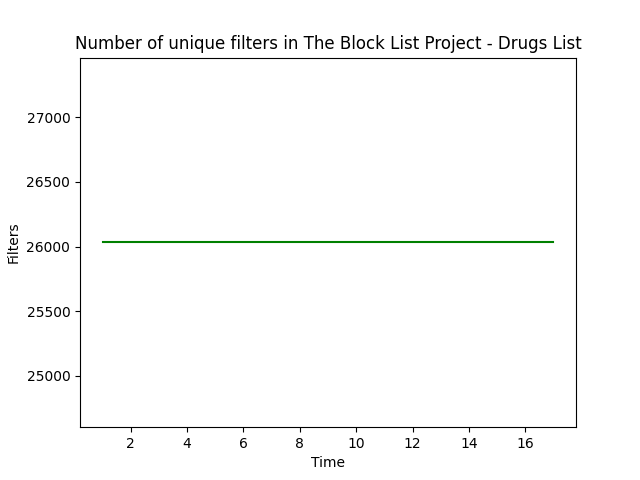 Number of unique filters in The Block List Project - Drugs List
27000
26500
26000
25500
25000
Filters
2 4 6 8 10 12 14 16
Time